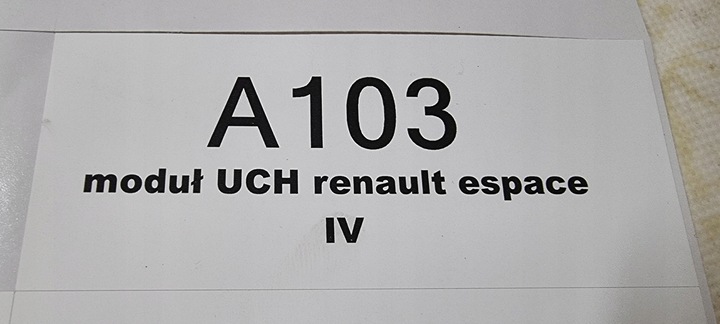 A103
moduł UCH renault espace
IV